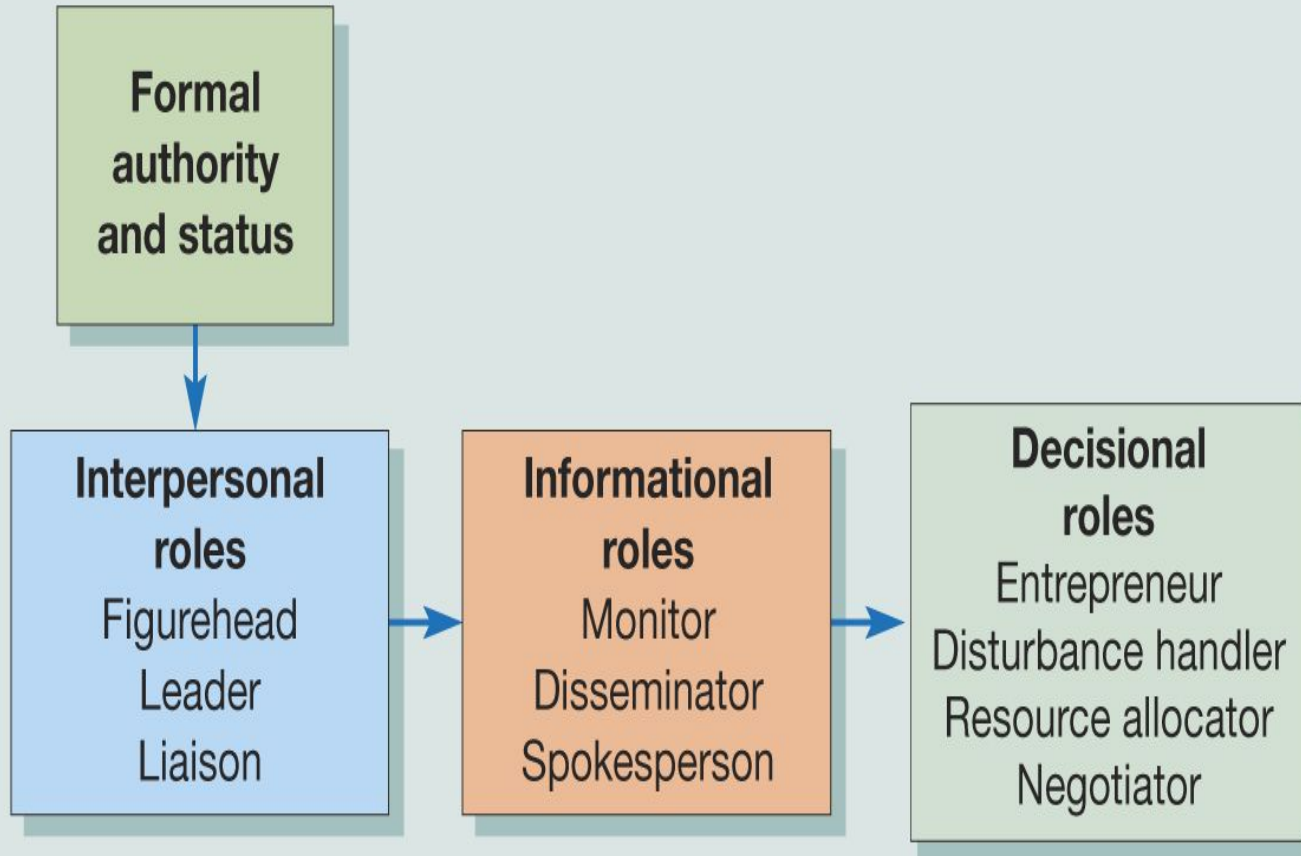 Formal
authority
and status
Interpersonal
roles
Figurehead
Leader
Liaison
Informational
roles
Monitor
Disseminator
Spokesperson
Decisional
roles
Entrepreneur
Disturbance handler
Resource allocator
Negotiator